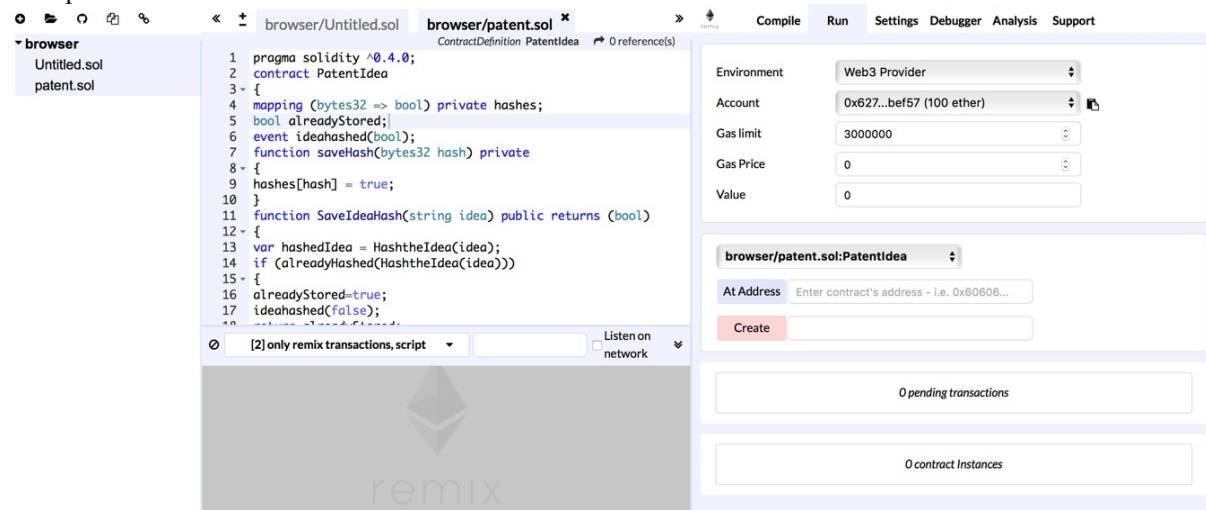 browser
Untitled.sol
patent.sol
browser/Untitled.sol
browser/patent.sol
ContractDefinition PatentIdea 0 reference(s)
1 pragma solidity ^0.4.0;
2 contract PatentIdea
3 {
4 mapping (bytes32 => bool) private hashes;
5 bool alreadyStored;
6 event ideahashed(bool);
7 function saveHash(bytes32 hash) private
8 {
9 hashes[hash] = true;
10 }
11 function SaveIdeaHash(string idea) public returns (bool)
12 {
13 var hashedIdea = HashtheIdea(idea);
14 if (alreadyHashed(HashtheIdea(idea)))
15 {
16 alreadyStored=true;
17 ideahashed(false);
[2] only remix transactions, script
Listen on
network
remix
remix
Compile Run Settings Debugger Analysis Support
Environment Web3 Provider
Account 0x627...bef57 (100 ether)
Gas limit 3000000
Gas Price 0
Value 0
browser/patent.sol:PatentIdea
At Address Enter contract's address - i.e. 0x60606...
Create
0 pending transactions
0 contract Instances